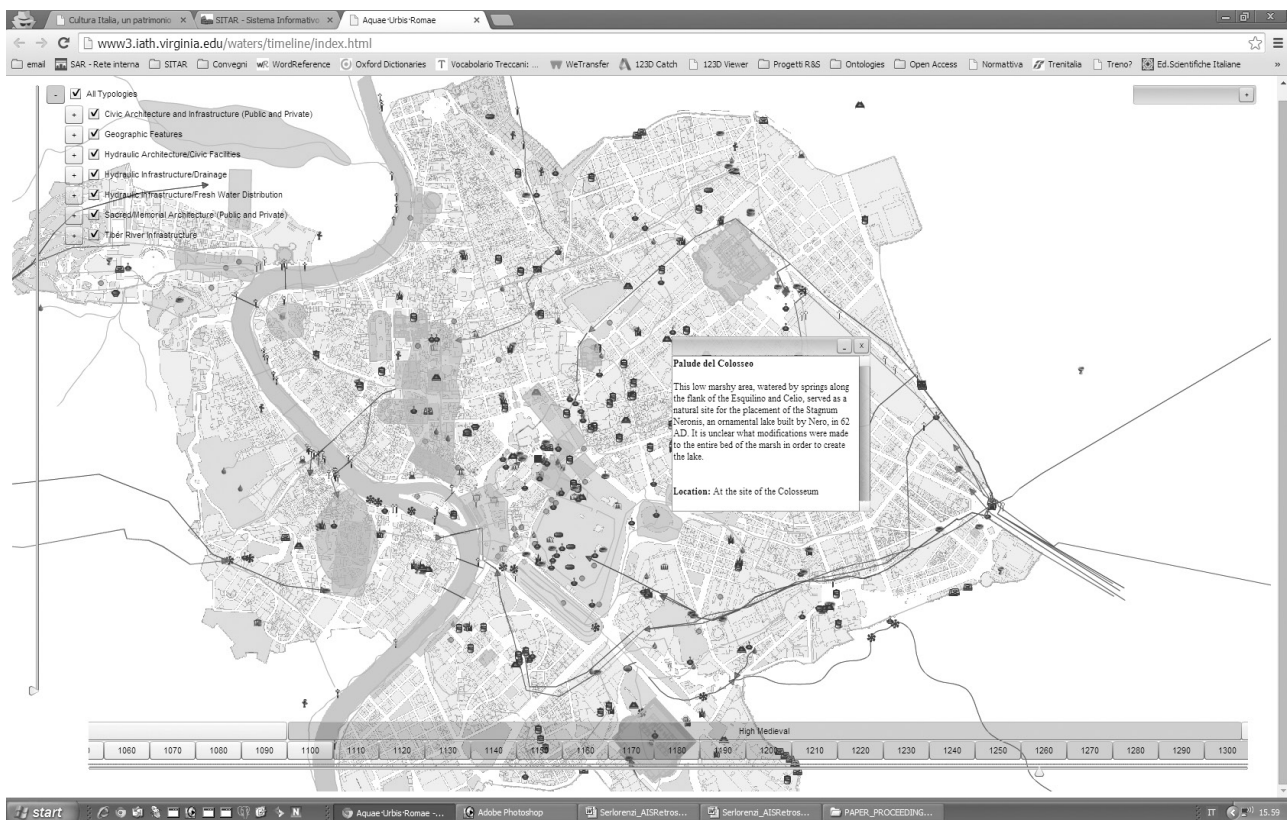 Cultura Italia, un patrimonio × SITAR - Sistema Informativo × Aquae Urbis Romae ×
www3.iath.virginia.edu/waters/timeline/index.html
email SAR - Rete interna SITAR Convegni WordReference Oxford Dictionaries Vocabolario Treccani: ... WeTransfer 123D Catch 123D Viewer Progetti R&S Ontologies Open Access Normattiva Trenitalia Treno? Ed.Scientifiche Italiane »
- All Typologies
+ Civic Architecture and Infrastructure (Public and Private)
+ Geographic Features
+ Hydraulic Architecture/Civic Facilities
+ Hydraulic Infrastructure/Drainage
+ Hydraulic Infrastructure/Fresh Water Distribution
+ Sacred/Memorial Architecture (Public and Private)
+ Tiber River Infrastructure
Palude del Colosseo
This low marshy area, watered by springs along
the flank of the Esquilino and Celio, served as a
natural site for the placement of the Stagnum
Neronis, an ornamental lake built by Nero, in 62
AD. It is unclear what modifications were made
to the entire bed of the marsh in order to create
the lake.
Location: At the site of the Colosseum
High Medieval
1060 1070 1080 1090 1100 1110 1120 1130 1140 1150 1160 1170 1180 1190 1200 1210 1220 1230 1240 1250 1260 1270 1280 1290 1300
start Aquae Urbis Romae -... Adobe Photoshop Serlorenzi_AISRetros... Serlorenzi_AISRetros... PAPER_PROCEEDING... IT 15.59